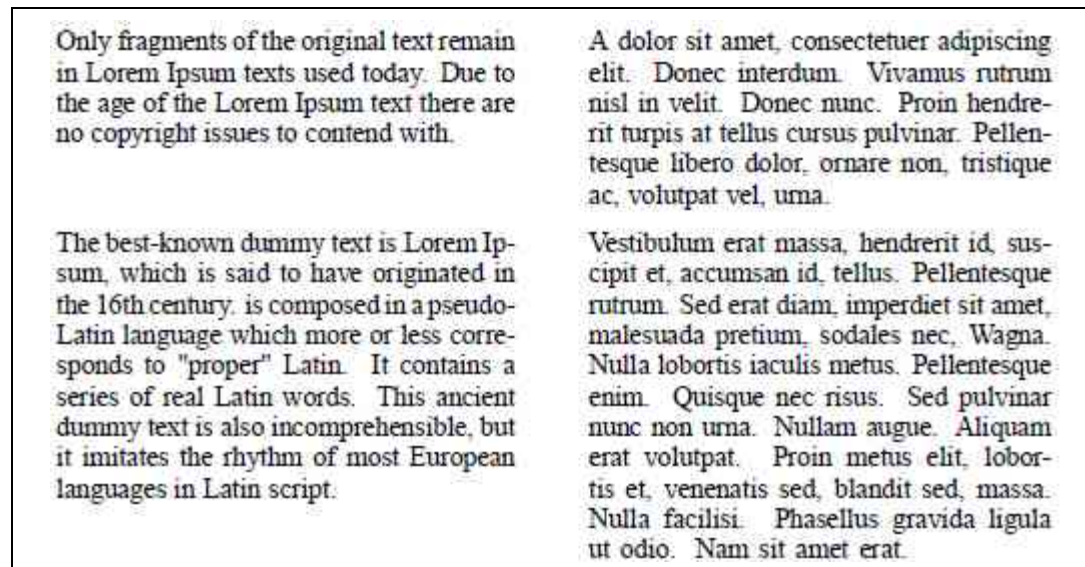 Only fragments of the original text remain
in Lorem Ipsum texts used today. Due to
the age of the Lorem Ipsum text there are
no copyright issues to contend with.
A dolor sit amet, consectetuer adipiscing
elit. Donec interdum. Vivamus rutrum
nisl in velit. Donec nunc. Proin hendre-
rit turpis at tellus cursus pulvinar. Pellen-
tesque libero dolor, ornare non, tristique
ac, volutpat vel, urna.
The best-known dummy text is Lorem Ip-
sum, which is said to have originated in
the 16th century. is composed in a pseudo-
Latin language which more or less corre-
sponds to "proper" Latin. It contains a
series of real Latin words. This ancient
dummy text is also incomprehensible, but
it imitates the rhythm of most European
languages in Latin script.
Vestibulum erat massa, hendrerit id, sus-
cipit et, accumsan id, tellus. Pellentesque
rutrum. Sed erat diam, imperdiet sit amet,
malesuada pretium, sodales nec, Wagna.
Nulla lobortis iaculis metus. Pellentesque
enim. Quisque nec risus. Sed pulvinar
nunc non urna. Nullam augue. Aliquam
erat volutpat. Proin metus elit, lobor-
tis et, venenatis sed, blandit sed, massa.
Nulla facilisi. Phasellus gravida ligula
ut odio. Nam sit amet erat.